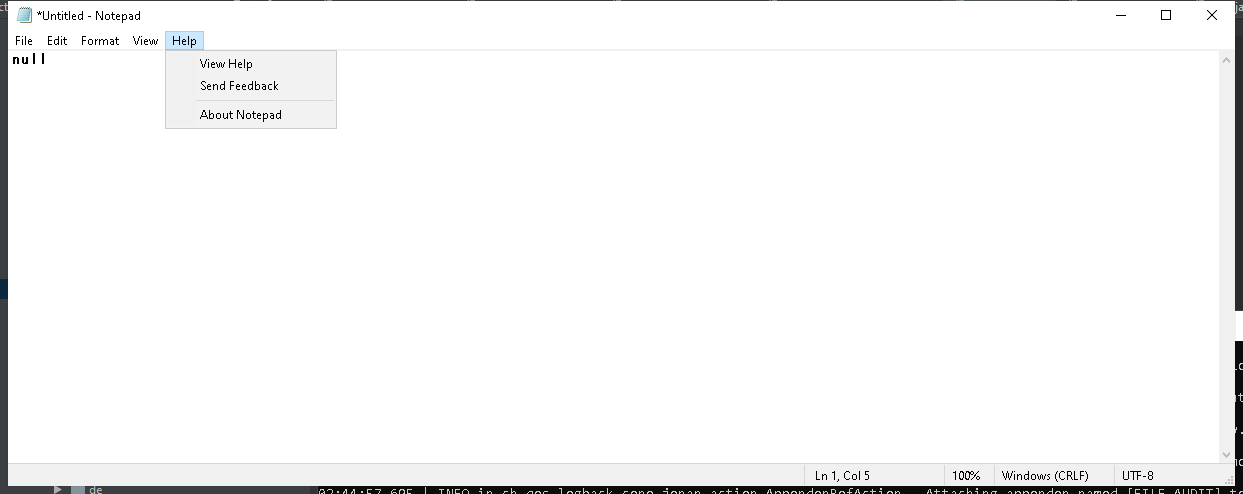 *Untitled - Notepad
File Edit Format View Help
null
View Help
Send Feedback
About Notepad
Ln 1, Col 5 100% Windows (CRLF) UTF-8
de
02:44:57,695 | INFO in ch.qos.logback.core.joran.action.AppenderRefAction - Attaching appender named [FILE_AUDIT] t